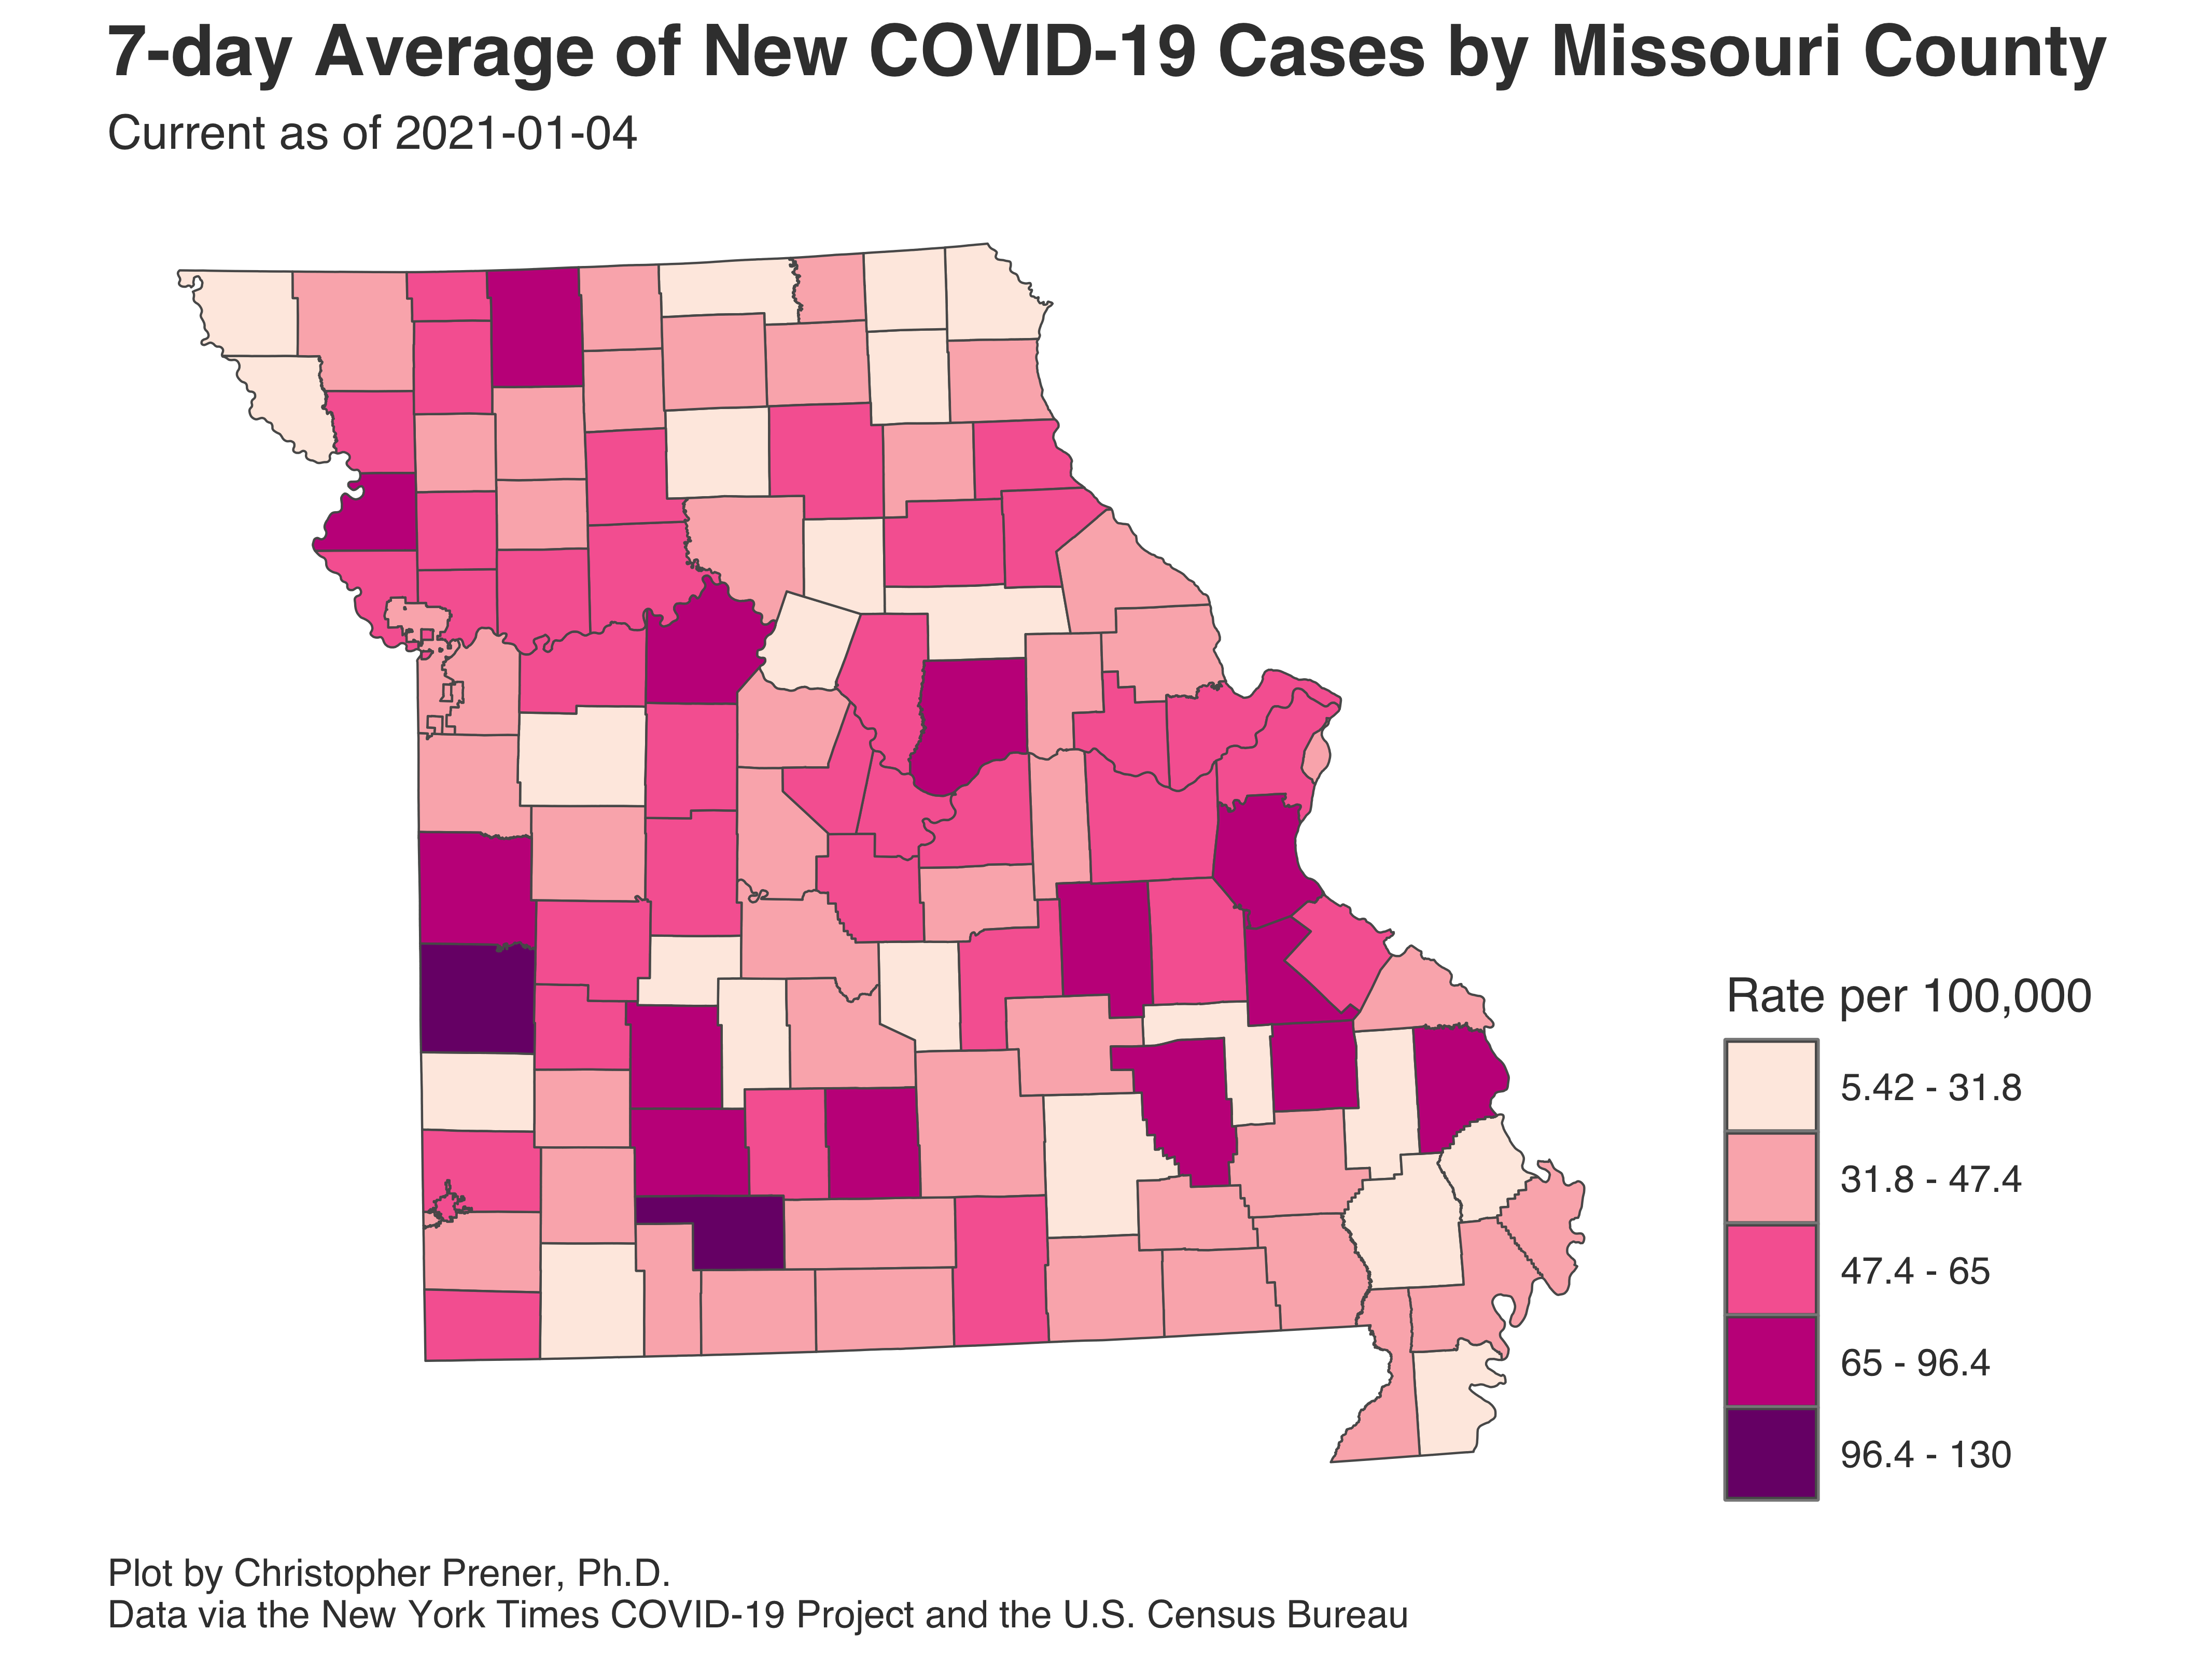 7-day Average of New COVID-19 Cases by Missouri County
Current as of 2021-01-04
Rate per 100,000
5.42 - 31.8
31.8 - 47.4
47.4 - 65
65 - 96.4
96.4 - 130
Plot by Christopher Prener, Ph.D.
Data via the New York Times COVID-19 Project and the U.S. Census Bureau